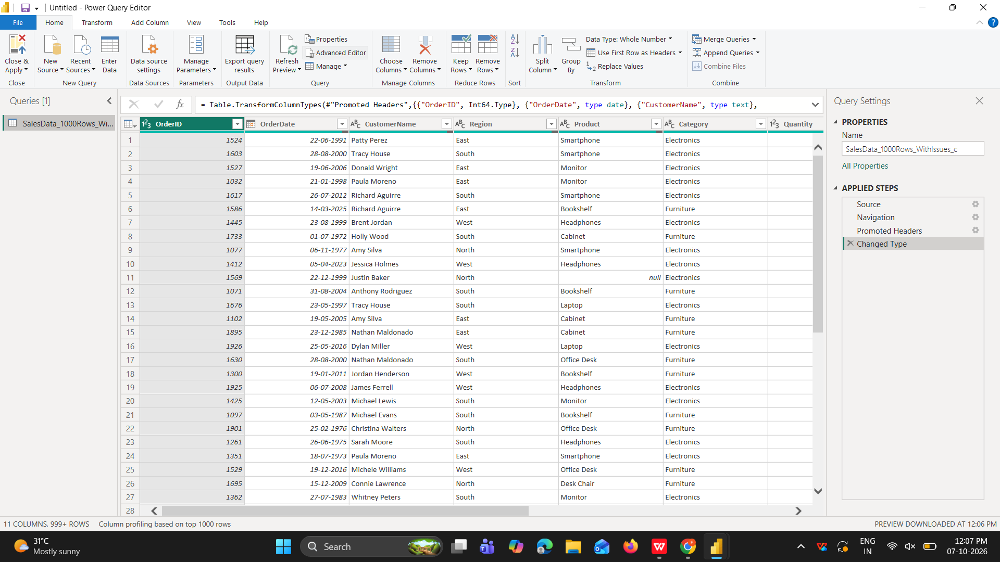 Untitled - Power Query Editor
File Home Transform Add Column View Tools Help
Close & Apply
New Source
Recent Sources
Enter Data
Data source settings
Manage Parameters
Export query results
Refresh Preview
Properties
Advanced Editor
Manage
Choose Columns
Remove Columns
Keep Rows
Remove Rows
Split Column
Group By
Data Type: Whole Number
Use First Row as Headers
Replace Values
Merge Queries
Append Queries
Combine Files
Close New Query Data Sources Parameters Output Data Query Manage Columns Reduce Rows Sort Transform Combine
Queries [1]
SalesData_1000Rows_Wi...
fx = Table.TransformColumnTypes(#"Promoted Headers",{{"OrderID", Int64.Type}, {"OrderDate", type date}, {"CustomerName", type text},
OrderID OrderDate CustomerName Region Product Category Quantity
1 1524 22-06-1991 Patty Perez East Smartphone Electronics
2 1603 28-08-2000 Tracy House South Smartphone Electronics
3 1527 19-06-2006 Donald Wright East Monitor Electronics
4 1032 21-01-1998 Paula Moreno East Monitor Electronics
5 1617 26-07-2012 Richard Aguirre South Smartphone Electronics
6 1586 14-03-2025 Richard Aguirre East Bookshelf Furniture
7 1445 23-08-1999 Brent Jordan West Headphones Electronics
8 1733 01-07-1972 Holly Wood South Cabinet Furniture
9 1077 06-11-1977 Amy Silva North Smartphone Electronics
10 1412 05-04-2023 Jessica Holmes West Headphones Electronics
11 1569 22-12-1999 Justin Baker North null Electronics
12 1071 31-08-2004 Anthony Rodriguez South Bookshelf Furniture
13 1676 23-05-1997 Tracy House South Laptop Electronics
14 1102 19-05-2005 Amy Silva East Cabinet Furniture
15 1895 23-12-1985 Nathan Maldonado East Cabinet Furniture
16 1926 25-05-2016 Dylan Miller West Laptop Electronics
17 1630 28-08-2000 Nathan Maldonado South Office Desk Furniture
18 1300 19-01-2011 Jordan Henderson West Bookshelf Furniture
19 1925 06-07-2008 James Ferrell West Headphones Electronics
20 1425 12-05-2003 Michael Lewis South Monitor Electronics
21 1097 03-05-1987 Michael Evans South Bookshelf Furniture
22 1901 25-02-1976 Christina Walters North Office Desk Furniture
23 1261 26-06-1975 Sarah Moore South Headphones Electronics
24 1351 18-07-1973 Paula Moreno East Smartphone Electronics
25 1529 19-12-2016 Michele Williams West Office Desk Furniture
26 1695 15-12-2009 Connie Lawrence North Desk Chair Furniture
27 1362 27-07-1983 Whitney Peters South Monitor Electronics
28
Query Settings
PROPERTIES
Name
SalesData_1000Rows_WithIssues_c
All Properties
APPLIED STEPS
Source
Navigation
Promoted Headers
Changed Type
11 COLUMNS, 999+ ROWS Column profiling based on top 1000 rows
PREVIEW DOWNLOADED AT 12:06 PM
31°C
Mostly sunny
Search
ENG
IN
12:07 PM
07-10-2026